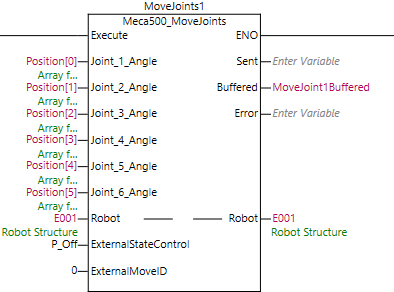 MoveJoints1
Meca500_MoveJoints
Execute ENO
Position[0] Joint_1_Angle Sent Enter Variable
Array f...
Position[1] Joint_2_Angle Buffered MoveJoint1Buffered
Array f...
Position[2] Joint_3_Angle Error Enter Variable
Array f...
Position[3] Joint_4_Angle
Array f...
Position[4] Joint_5_Angle
Array f...
Position[5] Joint_6_Angle
Array f...
E001 Robot Robot E001
Robot Structure Robot Structure
P_Off ExternalStateControl
0 ExternalMoveID